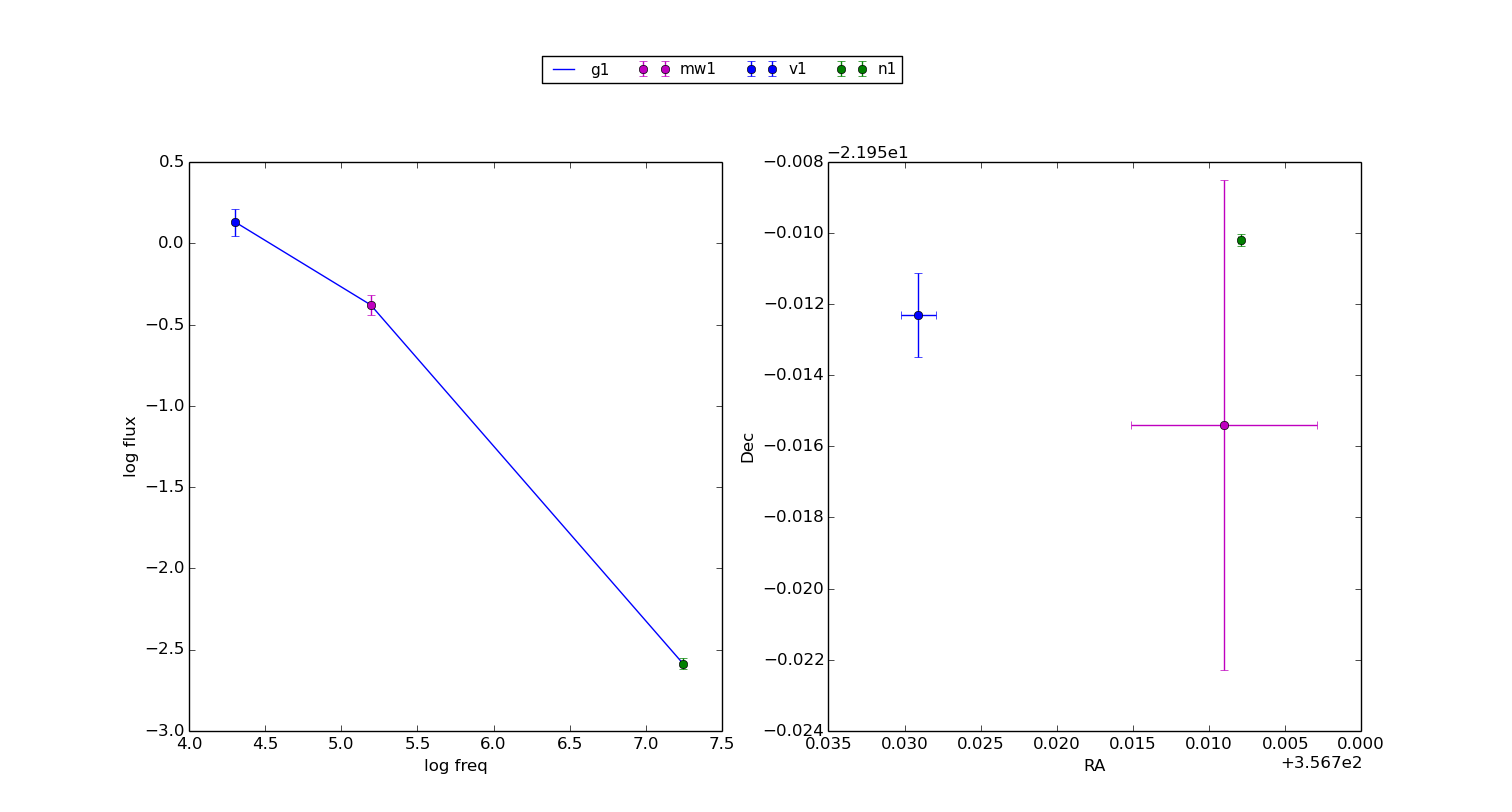 g1 mw1 v1 n1
−2.195e1
0.5
0.0
−0.5
−1.0
−1.5
−2.0
−2.5
−3.0
log flux
4.0 4.5 5.0 5.5 6.0 6.5 7.0 7.5
log freq
−0.008
−0.010
−0.012
−0.014
−0.016
−0.018
−0.020
−0.022
−0.024
Dec
0.035 0.030 0.025 0.020 0.015 0.010 0.005 0.000
RA
+3.567e2